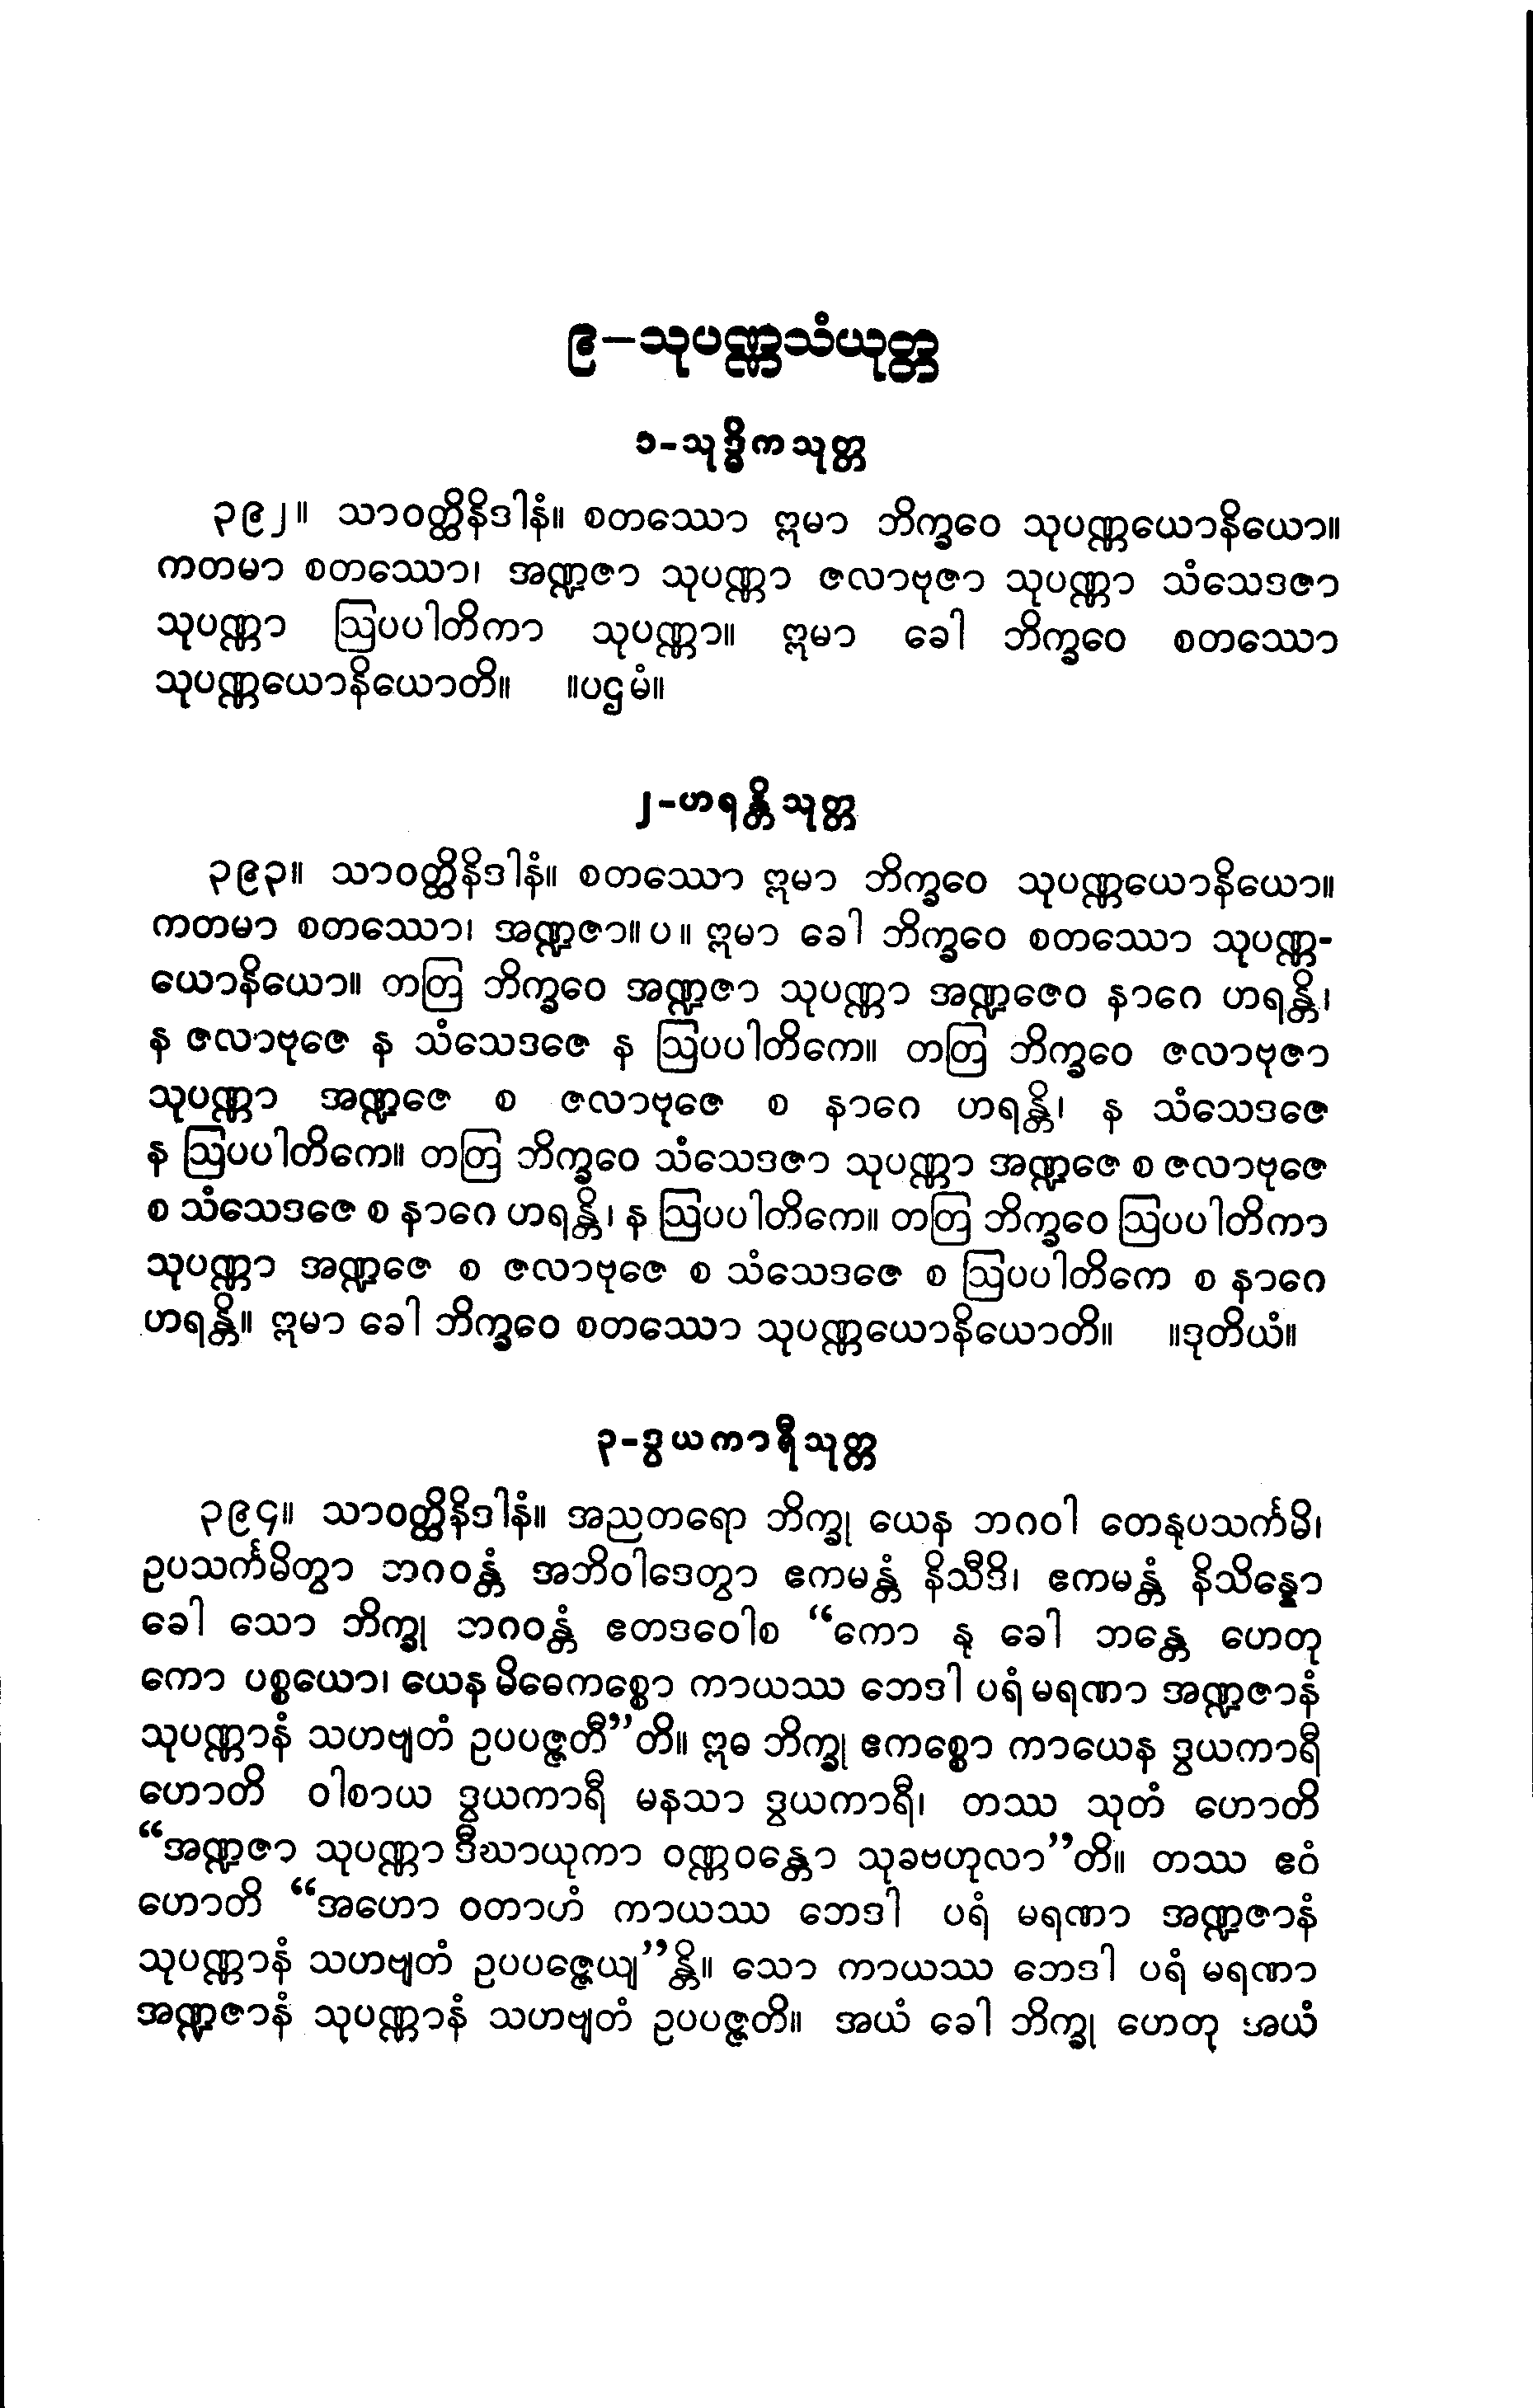 ၉–သုပဏ္ဏသံယုတ္တ
၁-သုဒ္ဓိကသုတ္တ
၃၉၂။ သာဝတ္ထိနိဒါနံ။ စတဿော ဣမာ ဘိက္ခဝေ သုပဏ္ဏယောနိယော။
ကတမာ စတဿော၊ အဏ္ဍဇာ သုပဏ္ဏာ ဇလာဗုဇာ သုပဏ္ဏာ သံသေဒဇာ
သုပဏ္ဏာ ဩပပါတိကာ သုပဏ္ဏာ။ ဣမာ ခေါ ဘိက္ခဝေ စတဿော
သုပဏ္ဏယောနိယောတိ။ ။ပဌမံ။
၂-ဟရန္တိသုတ္တ
၃၉၃။ သာဝတ္ထိနိဒါနံ။ စတဿော ဣမာ ဘိက္ခဝေ သုပဏ္ဏယောနိယော။
ကတမာ စတဿော၊ အဏ္ဍဇာ။ပ။ ဣမာ ခေါ ဘိက္ခဝေ စတဿော သုပဏ္ဏ-
ယောနိယော။ တတြ ဘိက္ခဝေ အဏ္ဍဇာ သုပဏ္ဏာ အဏ္ဍဇေဝ နာဂေ ဟရန္တိ၊
န ဇလာဗုဇေ န သံသေဒဇေ န ဩပပါတိကေ။ တတြ ဘိက္ခဝေ ဇလာဗုဇာ
သုပဏ္ဏာ အဏ္ဍဇေ စ ဇလာဗုဇေ စ နာဂေ ဟရန္တိ၊ န သံသေဒဇေ
န ဩပပါတိကေ။ တတြ ဘိက္ခဝေ သံသေဒဇာ သုပဏ္ဏာ အဏ္ဍဇေ စ ဇလာဗုဇေ
စ သံသေဒဇေ စ နာဂေ ဟရန္တိ၊ န ဩပပါတိကေ။ တတြ ဘိက္ခဝေ ဩပပါတိကာ
သုပဏ္ဏာ အဏ္ဍဇေ စ ဇလာဗုဇေ စ သံသေဒဇေ စ ဩပပါတိကေ စ နာဂေ
ဟရန္တိ။ ဣမာ ခေါ ဘိက္ခဝေ စတဿော သုပဏ္ဏယောနိယောတိ။ ။ဒုတိယံ။
၃-ဒွယကာရီသုတ္တ
၃၉၄။ သာဝတ္ထိနိဒါနံ။ အညတရော ဘိက္ခု ယေန ဘဂဝါ တေနုပသင်္ကမိ၊
ဥပသင်္ကမိတွာ ဘဂဝန္တံ အဘိဝါဒေတွာ ဧကမန္တံ နိသီဒိ၊ ဧကမန္တံ နိသိန္နော
ခေါ သော ဘိက္ခု ဘဂဝန္တံ ဧတဒဝေါစ “ကော နု ခေါ ဘန္တေ ဟေတု
ကော ပစ္စယော၊ ယေန မိဓေကစ္စော ကာယဿ ဘေဒါ ပရံ မရဏာ အဏ္ဍဇာနံ
သုပဏ္ဏာနံ သဟဗျတံ ဥပပဇ္ဇတီ”တိ။ ဣဓ ဘိက္ခု ဧကစ္စော ကာယေန ဒွယကာရီ
ဟောတိ ဝါစာယ ဒွယကာရီ မနသာ ဒွယကာရီ၊ တဿ သုတံ ဟောတိ
“အဏ္ဍဇာ သုပဏ္ဏာ ဒီဃာယုကာ ဝဏ္ဏဝန္တော သုခဗဟုလာ”တိ။ တဿ ဧဝံ
ဟောတိ “အဟော ဝတာဟံ ကာယဿ ဘေဒါ ပရံ မရဏာ အဏ္ဍဇာနံ
သုပဏ္ဏာနံ သဟဗျတံ ဥပပဇ္ဇေယျ”န္တိ။ သော ကာယဿ ဘေဒါ ပရံ မရဏာ
အဏ္ဍဇာနံ သုပဏ္ဏာနံ သဟဗျတံ ဥပပဇ္ဇတိ။ အယံ ခေါ ဘိက္ခု ဟေတု အယံ